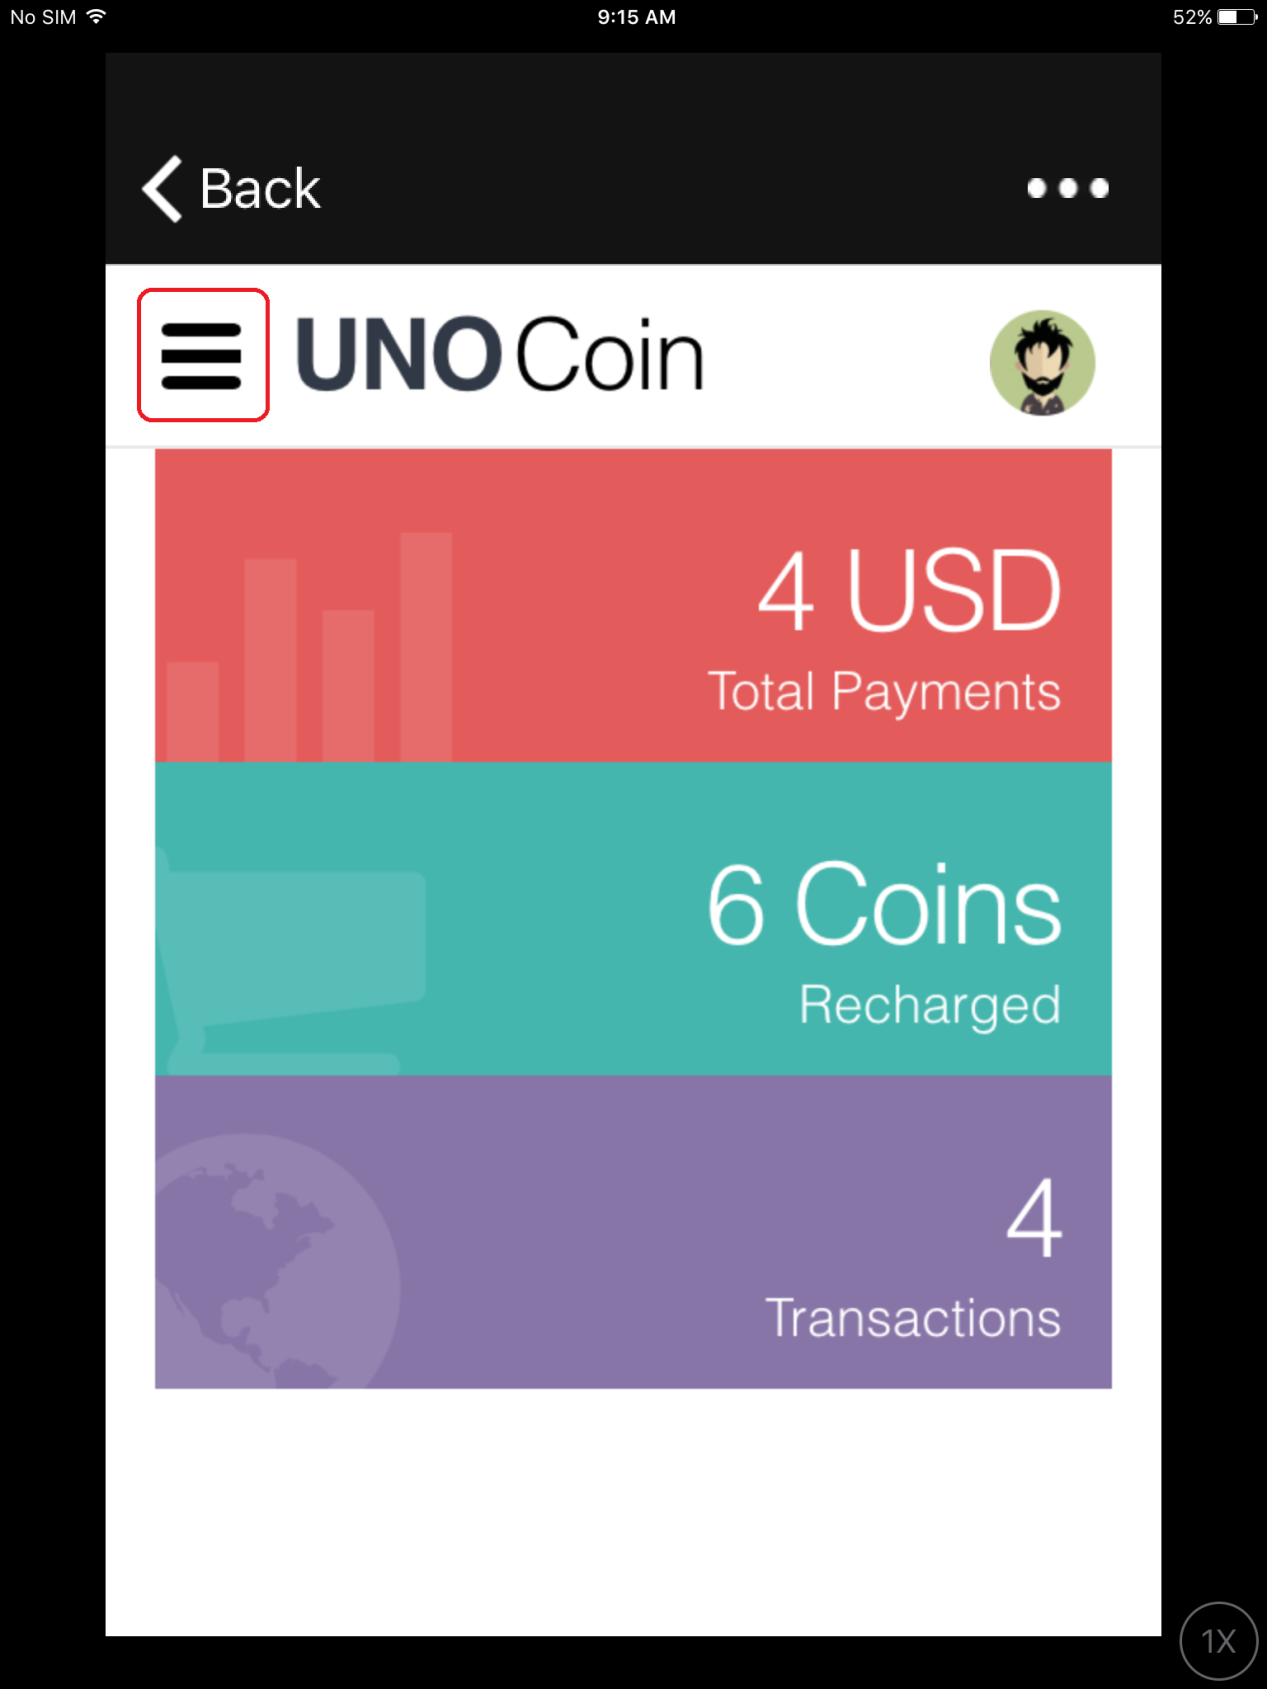 No SIM 9:15 AM 52%
Back
UNO Coin
4 USD
Total Payments
6 Coins
Recharged
4
Transactions
1X